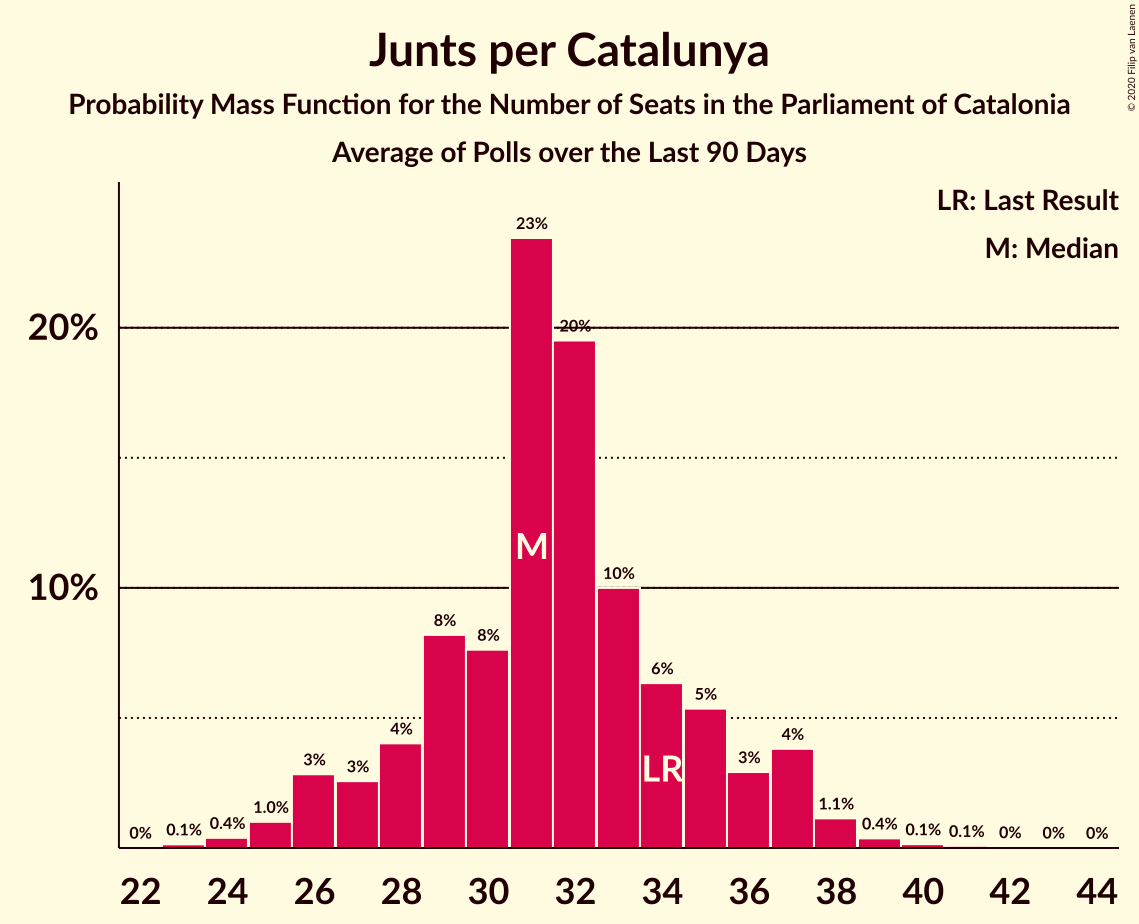 Junts per Catalunya
Probability Mass Function for the Number of Seats in the Parliament of Catalonia
Average of Polls over the Last 90 Days
© 2020 Filip van Laenen
LR: Last Result
M: Median
20%
10%
0% 0.1% 0.4% 1.0% 3% 3% 4% 8% 8% 23% 20% 10% 6% 5% 3% 4% 1.1% 0.4% 0.1% 0.1% 0% 0% 0%
M
LR
22 24 26 28 30 32 34 36 38 40 42 44